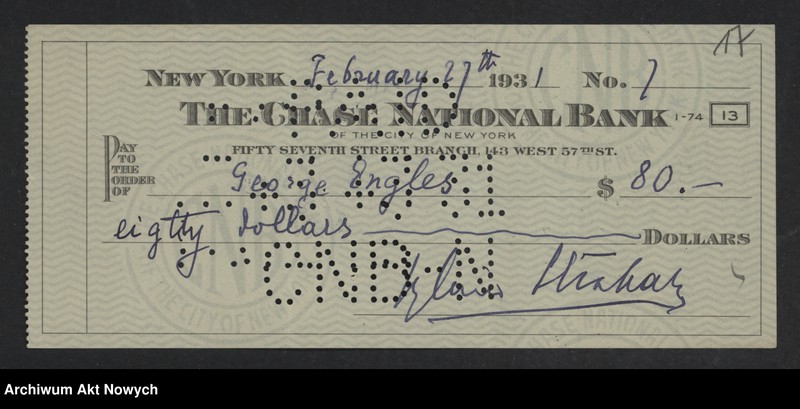 17
NEW YORK February 27th 1931 No. 7
THE CHASE NATIONAL BANK 1-74 13
OF THE CITY OF NEW YORK
FIFTY SEVENTH STREET BRANCH, 143 WEST 57TH ST.
PAY
TO THE
ORDER
OF George Engles $ 80.—
eightty dollars DOLLARS
Archiwum Akt Nowych